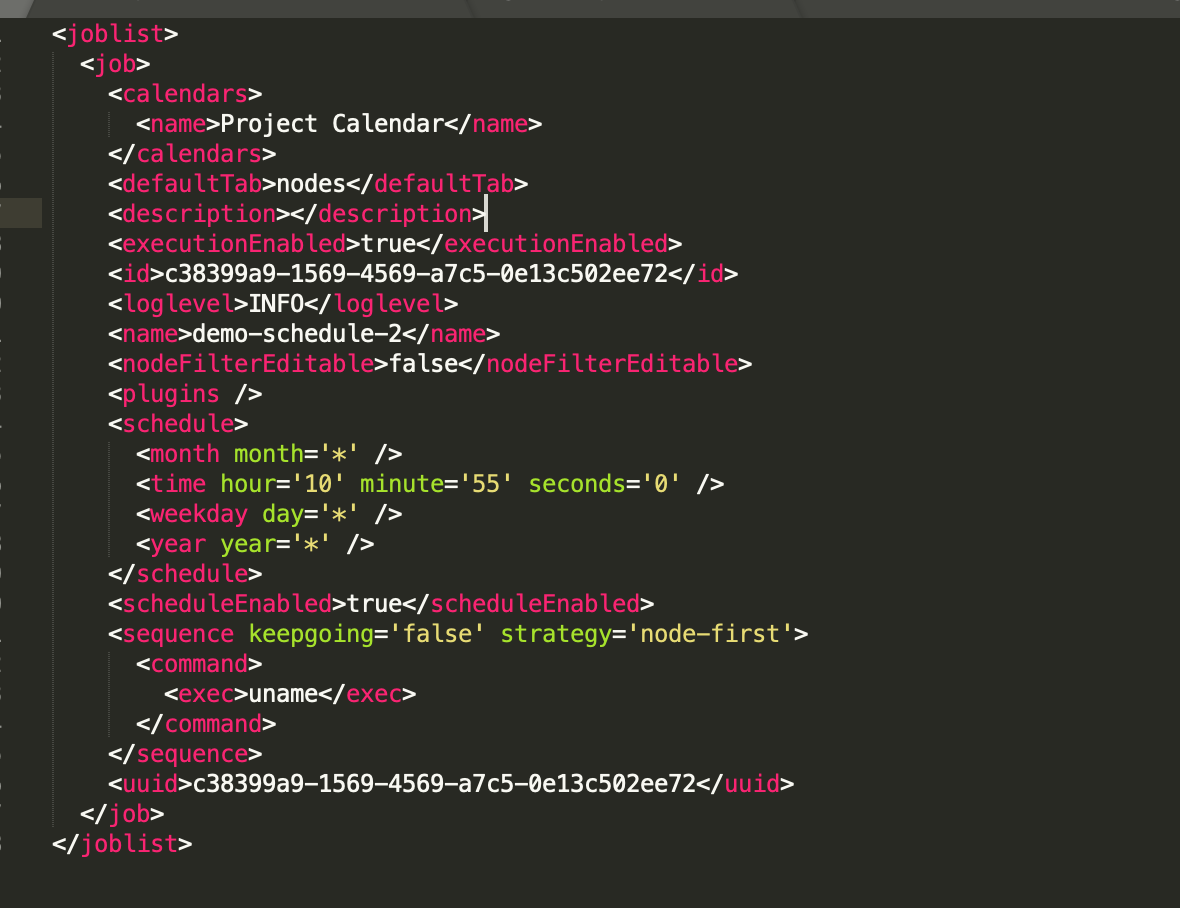 <joblist>
  <job>
    <calendars>
      <name>Project Calendar</name>
    </calendars>
    <defaultTab>nodes</defaultTab>
    <description></description>
    <executionEnabled>true</executionEnabled>
    <id>c38399a9-1569-4569-a7c5-0e13c502ee72</id>
    <loglevel>INFO</loglevel>
    <name>demo-schedule-2</name>
    <nodeFilterEditable>false</nodeFilterEditable>
    <plugins />
    <schedule>
      <month month='*' />
      <time hour='10' minute='55' seconds='0' />
      <weekday day='*' />
      <year year='*' />
    </schedule>
    <scheduleEnabled>true</scheduleEnabled>
    <sequence keepgoing='false' strategy='node-first'>
      <command>
        <exec>uname</exec>
      </command>
    </sequence>
    <uuid>c38399a9-1569-4569-a7c5-0e13c502ee72</uuid>
  </job>
</joblist>